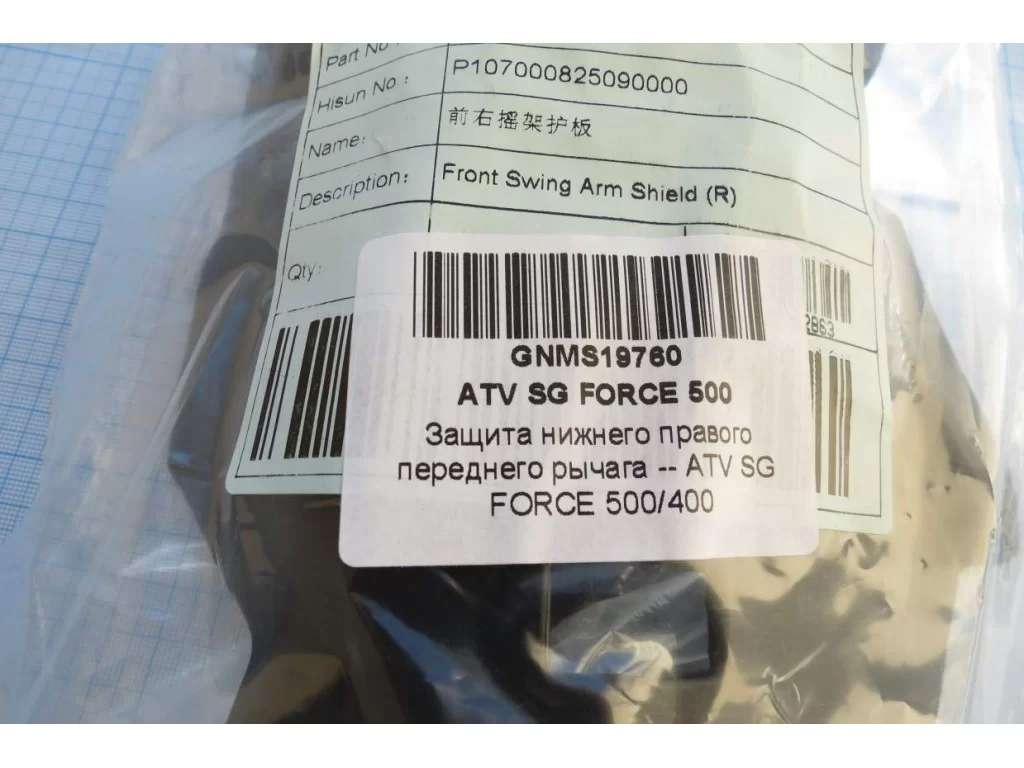 Part No
Hisun No : P107000825090000
Name: 前右摇架护板
Description: Front Swing Arm Shield (R)
Qty:
2863
GNMS19760
ATV SG FORCE 500
Защита нижнего правого
переднего рычага -- ATV SG
FORCE 500/400